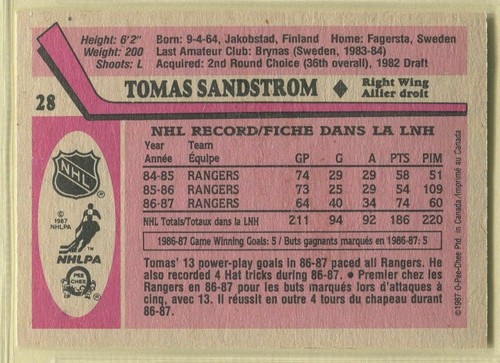 Height: 6'2" Born: 9-4-64, Jakobstad, Finland Home: Fagersta, Sweden
Weight: 200 Last Amateur Club: Brynas (Sweden, 1983-84)
Shoots: L Acquired: 2nd Round Choice (36th overall), 1982 Draft
28 TOMAS SANDSTROM Right Wing
Ailier droit
NHL RECORD/FICHE DANS LA LNH
Year Team
Année Équipe GP G A PTS PIM
84-85 RANGERS 74 29 29 58 51
85-86 RANGERS 73 25 29 54 109
86-87 RANGERS 64 40 34 74 60
NHL Totals/Totaux dans la LNH 211 94 92 186 220
1986-87 Game Winning Goals: 5 / Buts gagnants marqués en 1986-87: 5
Tomas' 13 power-play goals in 86-87 paced all Rangers. He
also recorded 4 Hat tricks during 86-87. ● Premier chez les
Rangers en 86-87 pour les buts marqués lors d'attaques à
cinq, avec 13. Il réussit en outre 4 tours du chapeau durant
86-87.
NHL
©
1987
NHLPA
NHLPA
O
PEE
CHEE
©1987 O-Pee-Chee Ptd. in Canada/Imprimé au Canada